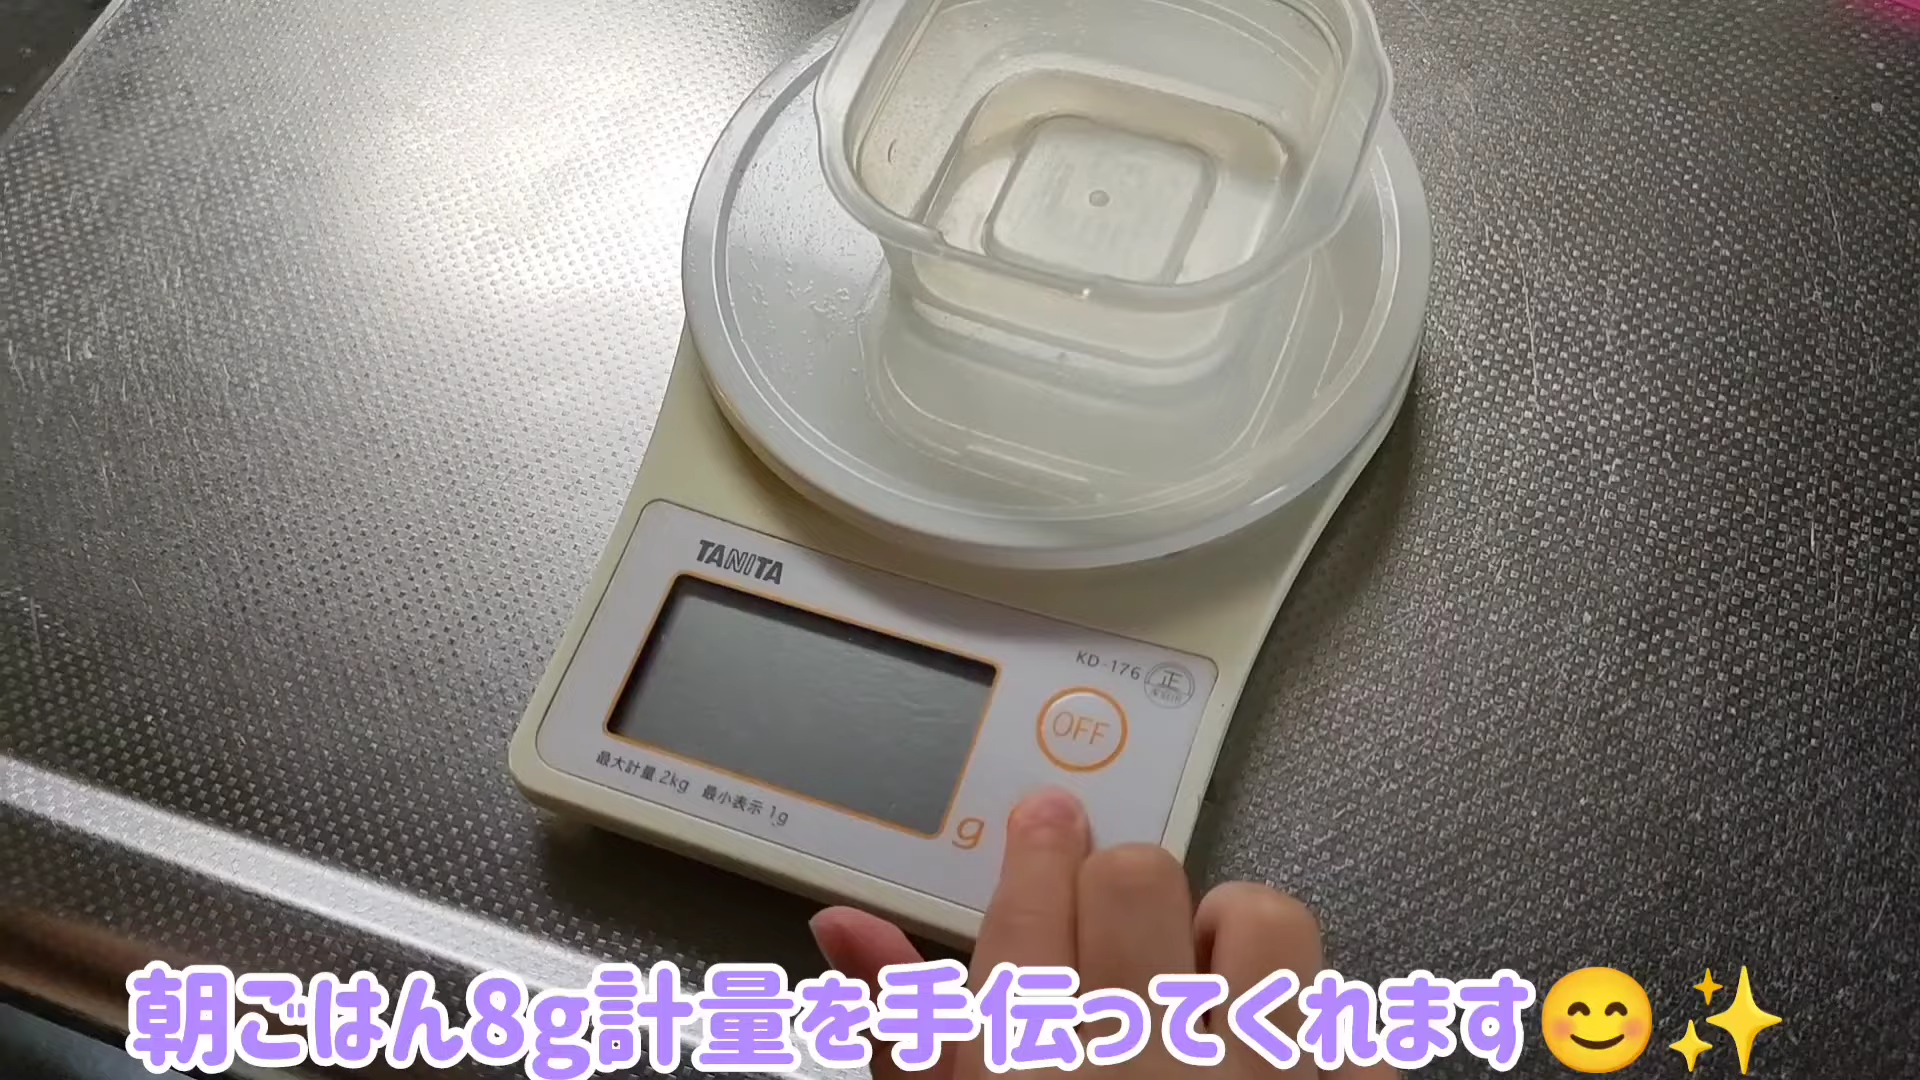 TANITA
KD-176
正
OFF
最大計量 2kg 最小表示 1g
g
朝ごはん8g計量を手伝ってくれます😊✨